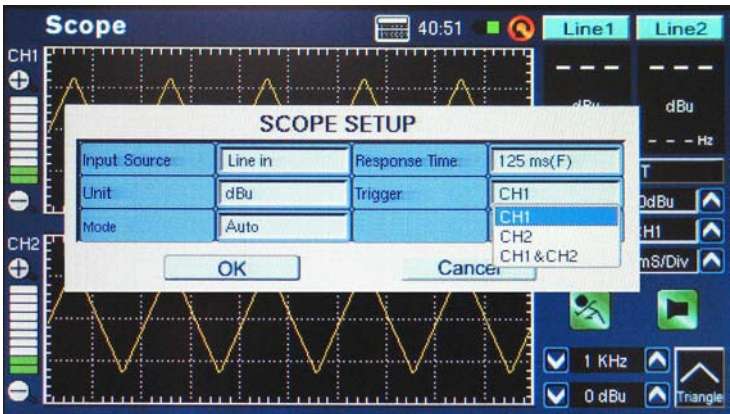 Scope
40:51
Line1
Line2
CH1
dBu
dBu
Hz
SCOPE SETUP
Input Source
Line in
Response Time
125 ms(F)
Unit
dBu
Trigger
CH1
Mode
Auto
CH1
CH2
CH1&CH2
OK
Cancel
T
0dBu
CH1
mS/Div
CH2
1 KHz
0 dBu
Triangle